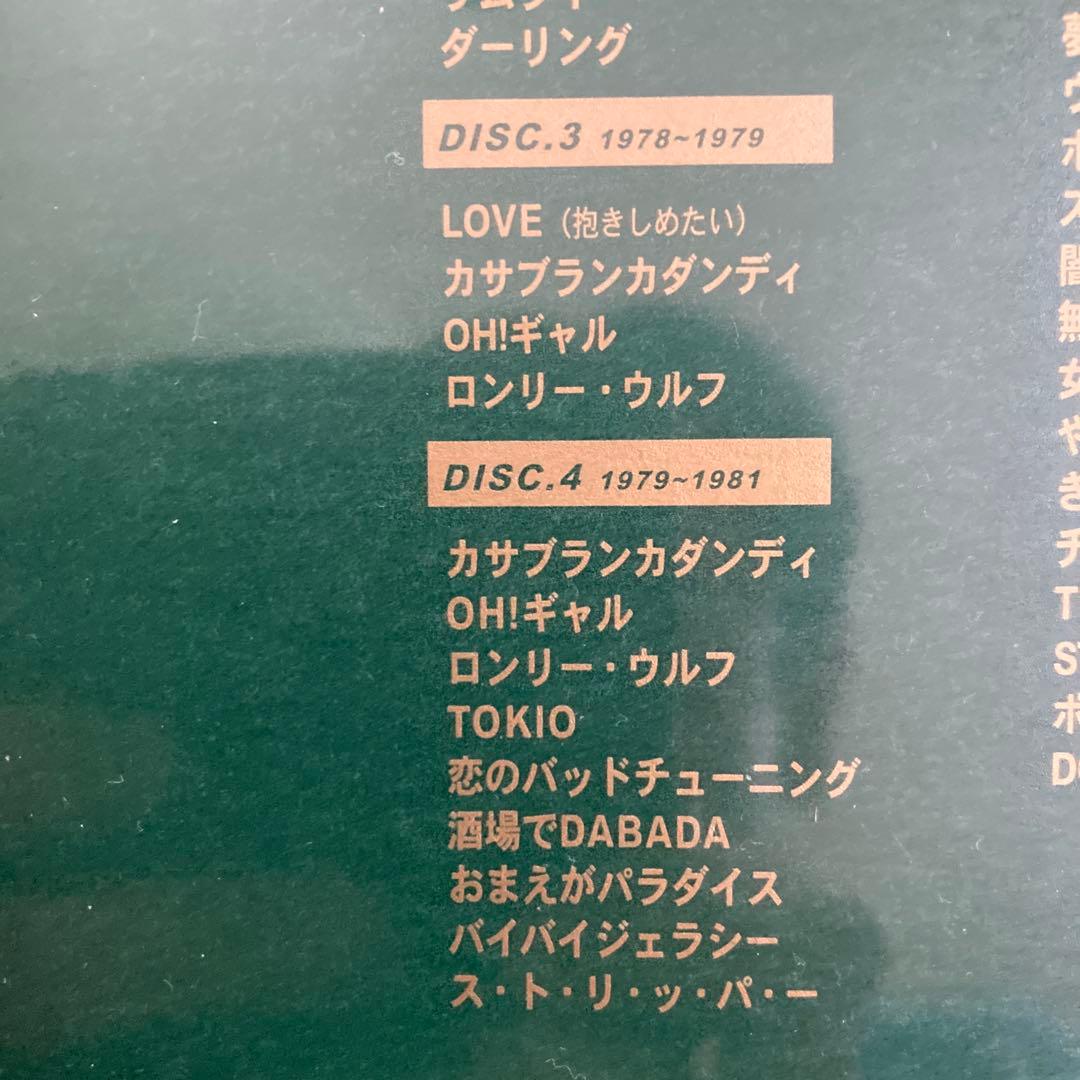 ダーリング
DISC.3 1978~1979
LOVE (抱きしめたい)
カサブランカダンディ
OH!ギャル
ロンリー・ウルフ
DISC.4 1979~1981
カサブランカダンディ
OH!ギャル
ロンリー・ウルフ
TOKIO
恋のバッドチューニング
酒場でDABADA
おまえがパラダイス
バイバイジェラシー
ス・ト・リ・ッ・パ・ー